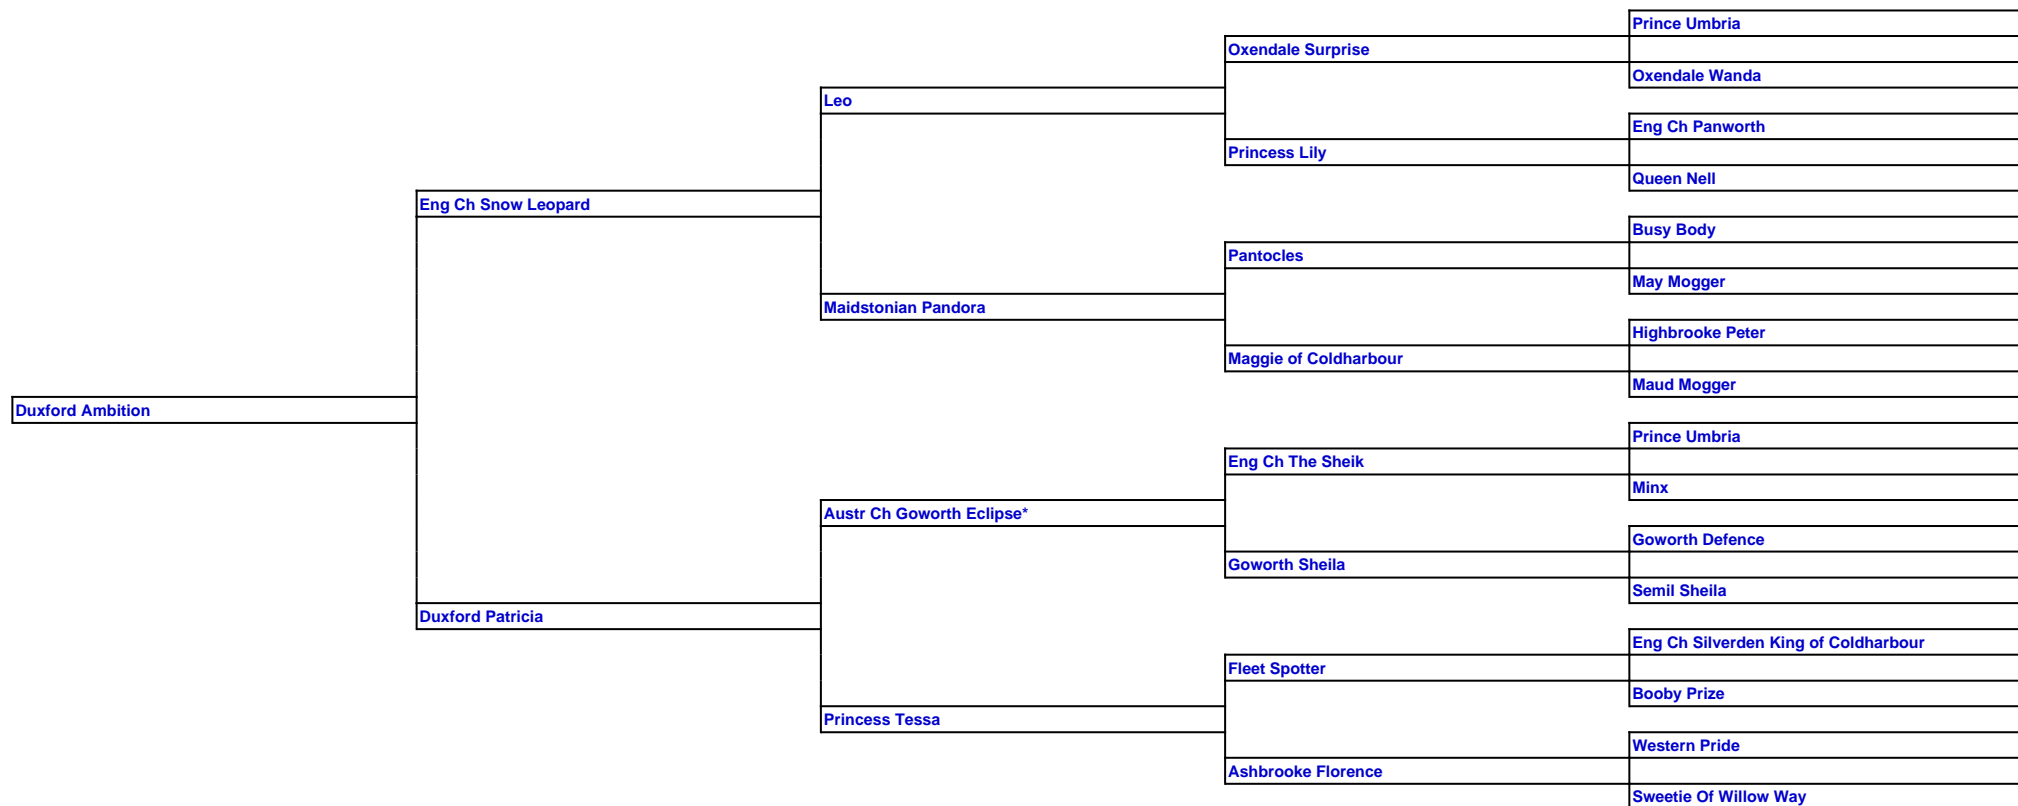 Prince Umbria
Oxendale Surprise
Oxendale Wanda
Leo
Eng Ch Panworth
Princess Lily
Queen Nell
Eng Ch Snow Leopard
Busy Body
Pantocles
May Mogger
Maidstonian Pandora
Highbrooke Peter
Maggie of Coldharbour
Maud Mogger
Duxford Ambition
Prince Umbria
Eng Ch The Sheik
Minx
Austr Ch Goworth Eclipse*
Goworth Defence
Goworth Sheila
Semil Sheila
Duxford Patricia
Eng Ch Silverden King of Coldharbour
Fleet Spotter
Booby Prize
Princess Tessa
Western Pride
Ashbrooke Florence
Sweetie Of Willow Way